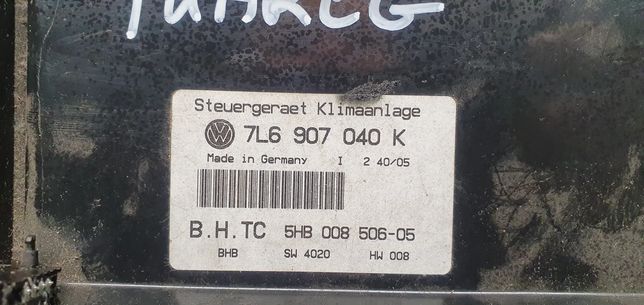 TUAREG
Steuergeraet Klimaanlage
VW 7L6 907 040 K
Made in Germany I 2 40/05
B.H.TC 5HB 008 506-05
BHB SW 4020 HW 008